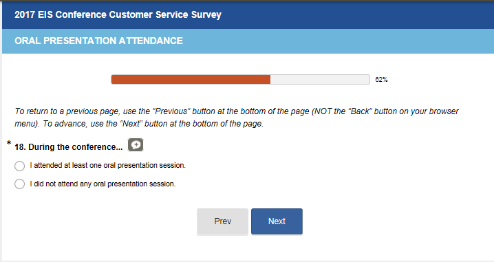 2017 EIS Conference Customer Service Survey
ORAL PRESENTATION ATTENDANCE
62%
To return to a previous page, use the "Previous" button at the bottom of the page (NOT the "Back" button on your browser
menu). To advance, use the "Next" button at the bottom of the page.
* 18. During the conference...
I attended at least one oral presentation session.
I did not attend any oral presentation session.
Prev
Next